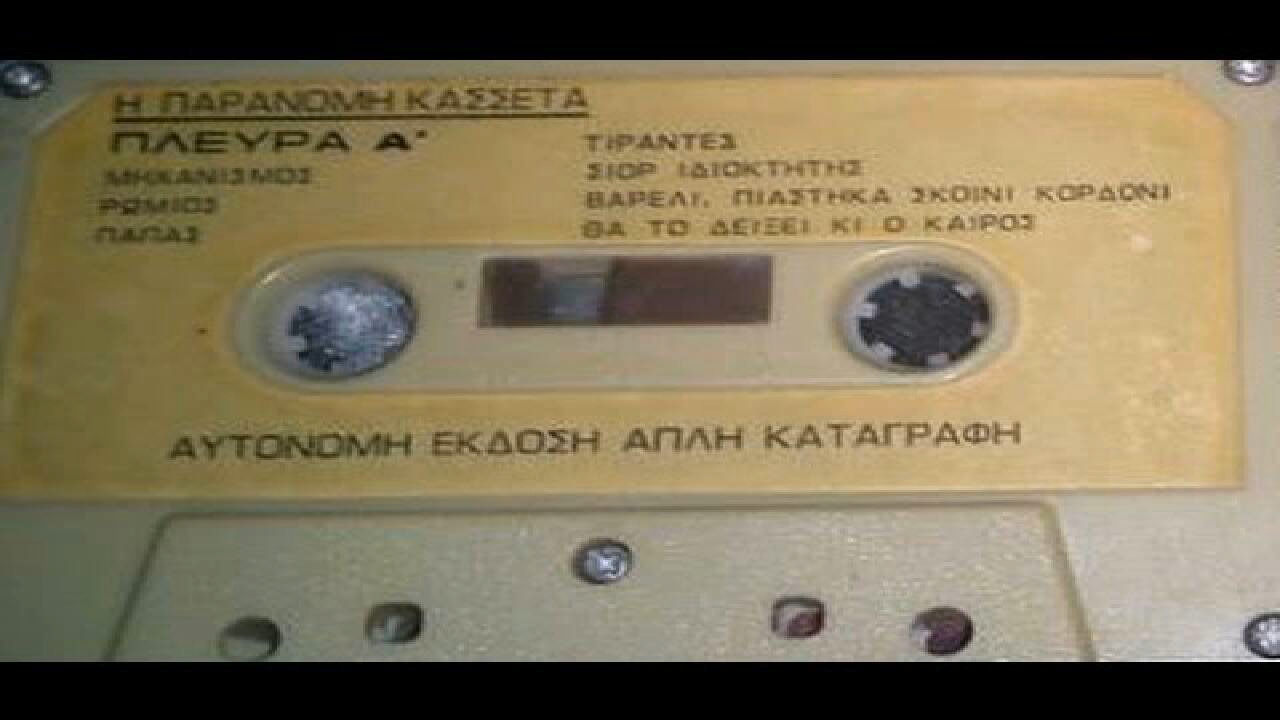 Η ΠΑΡΑΝΟΜΗ ΚΑΣΣΕΤΑ
ΠΛΕΥΡΑ Α'
ΜΗΧΑΝΙΣΜΟΣ
ΡΩΜΙΟΣ
ΠΑΠΑΣ
ΤΙΡΑΝΤΕΣ
ΣΙΟΡ ΙΔΙΟΚΤΗΤΗΣ
ΒΑΡΕΛΙ, ΠΙΑΣΤΗΚΑ ΣΚΟΙΝΙ ΚΟΡΔΟΝΙ
ΘΑ ΤΟ ΔΕΙΞΕΙ ΚΙ Ο ΚΑΙΡΟΣ
ΑΥΤΟΝΟΜΗ ΕΚΔΟΣΗ ΑΠΛΗ ΚΑΤΑΓΡΑΦΗ